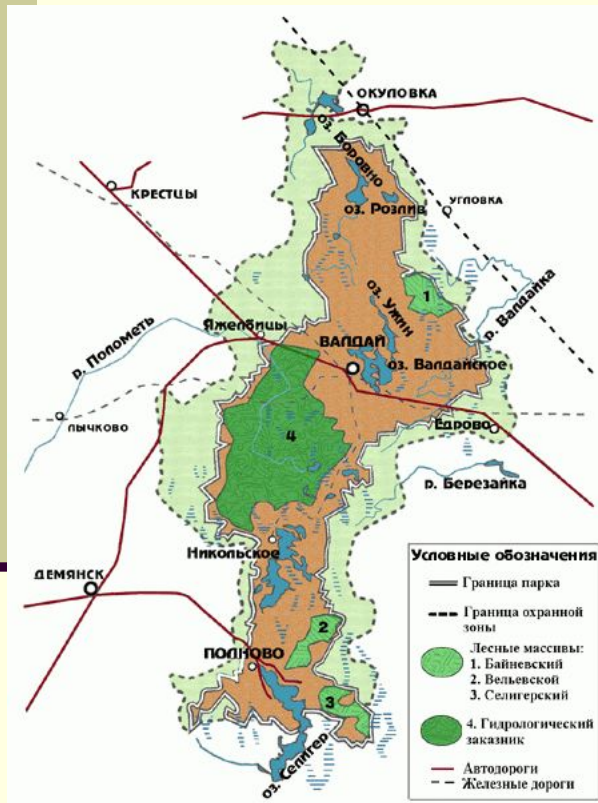 ОКУЛОВКА
оз. Боровно
КРЕСТЦЫ
оз. Розлив
УГЛОВКА
1
оз. Ужин
р. Валдайка
Яжелбицы
р. Полометь
ВАЛДАЙ
оз. Валдайское
ЛЫЧКОВО
4
Едрово
р. Березайка
Никольское
ДЕМЯНСК
2
ПОЛНОВО
3
оз. Селигер
Условные обозначения
Граница парка
Граница охранной
зоны
Лесные массивы:
1. Байневский
2. Вельевской
3. Селигерский
4. Гидрологический
заказник
Автодороги
Железные дороги